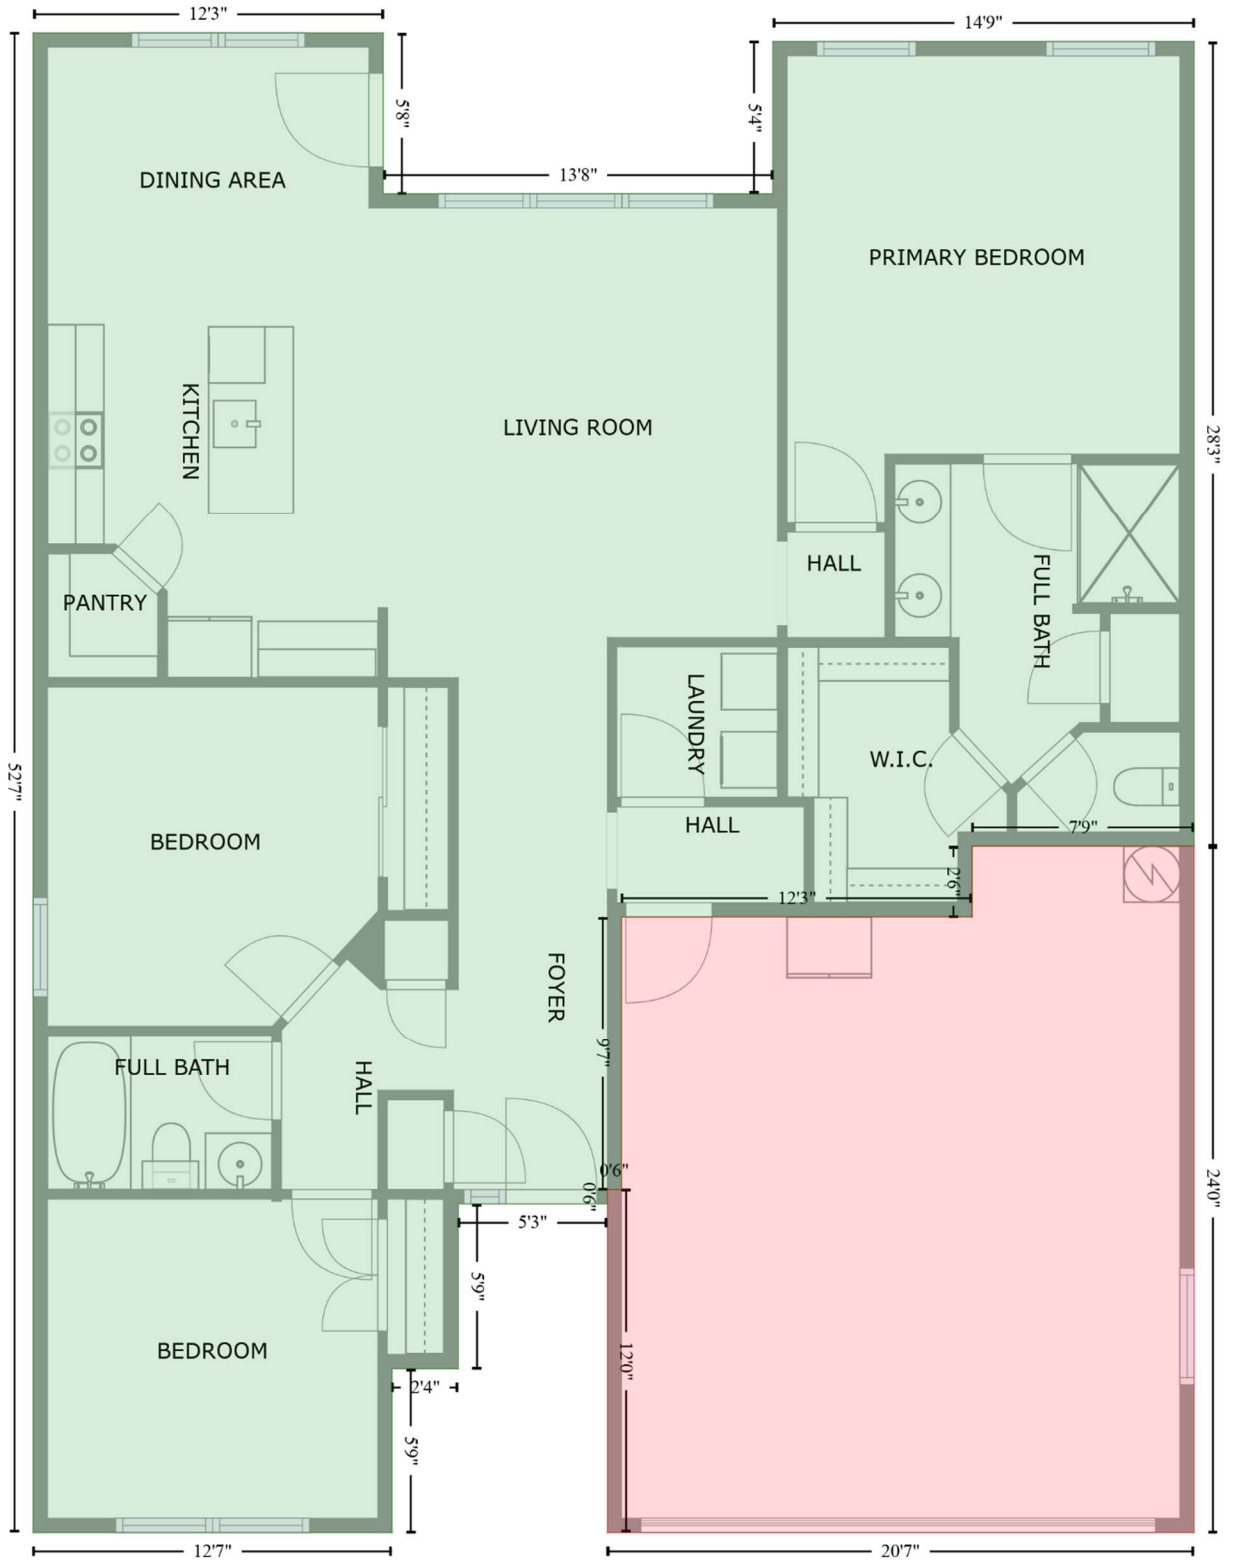 12'3"
14'9"
5'8"
5'4"
13'8"
DINING AREA
PRIMARY BEDROOM
KITCHEN
LIVING ROOM
28'3"
HALL
FULL BATH
PANTRY
LAUNDRY
W.I.C.
52'7"
BEDROOM
HALL
7'9"
2'6"
12'3"
FOYER
9'7"
FULL BATH
HALL
0'6"
0'6"
24'0"
5'3"
5'9"
BEDROOM
12'0"
2'4"
5'9"
12'7"
20'7"